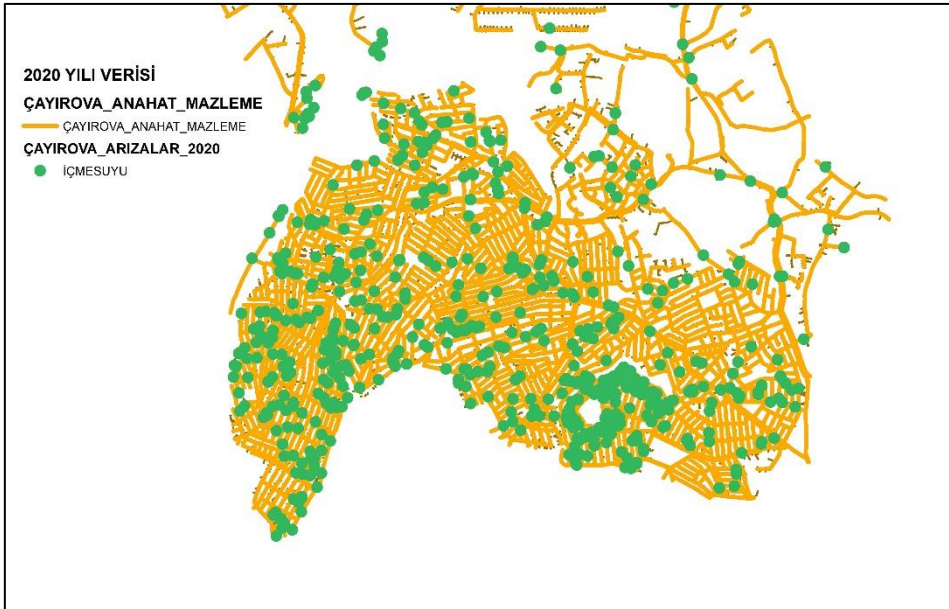 2020 YILI VERİSİ
ÇAYIROVA_ANAHAT_MAZLEME
ÇAYIROVA_ANAHAT_MAZLEME
ÇAYIROVA_ARIZALAR_2020
İÇMESUYU